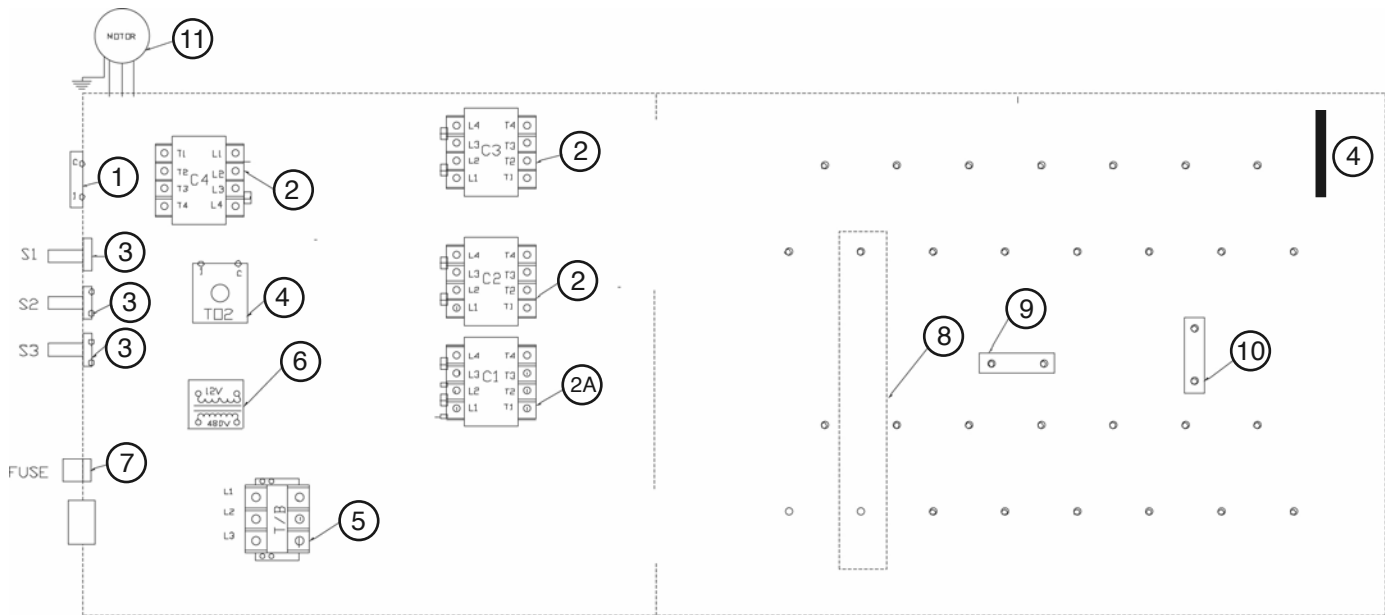 MOTOR
11
C
1
1
T1 L1
T2 L2
T3 L3
T4 L4
C4
2
L4 T4
L3 T3
L2 T2
L1 T1
C3
2
4
S1
3
S2
3
S3
3
1 C
TD2
4
L4 T4
L3 T3
L2 T2
L1 T1
C2
2
L4 T4
L3 T3
L2 T2
L1 T1
C1
2A
12V
480V
6
8
9
10
FUSE
7
L1
L2
L3
T/B
5